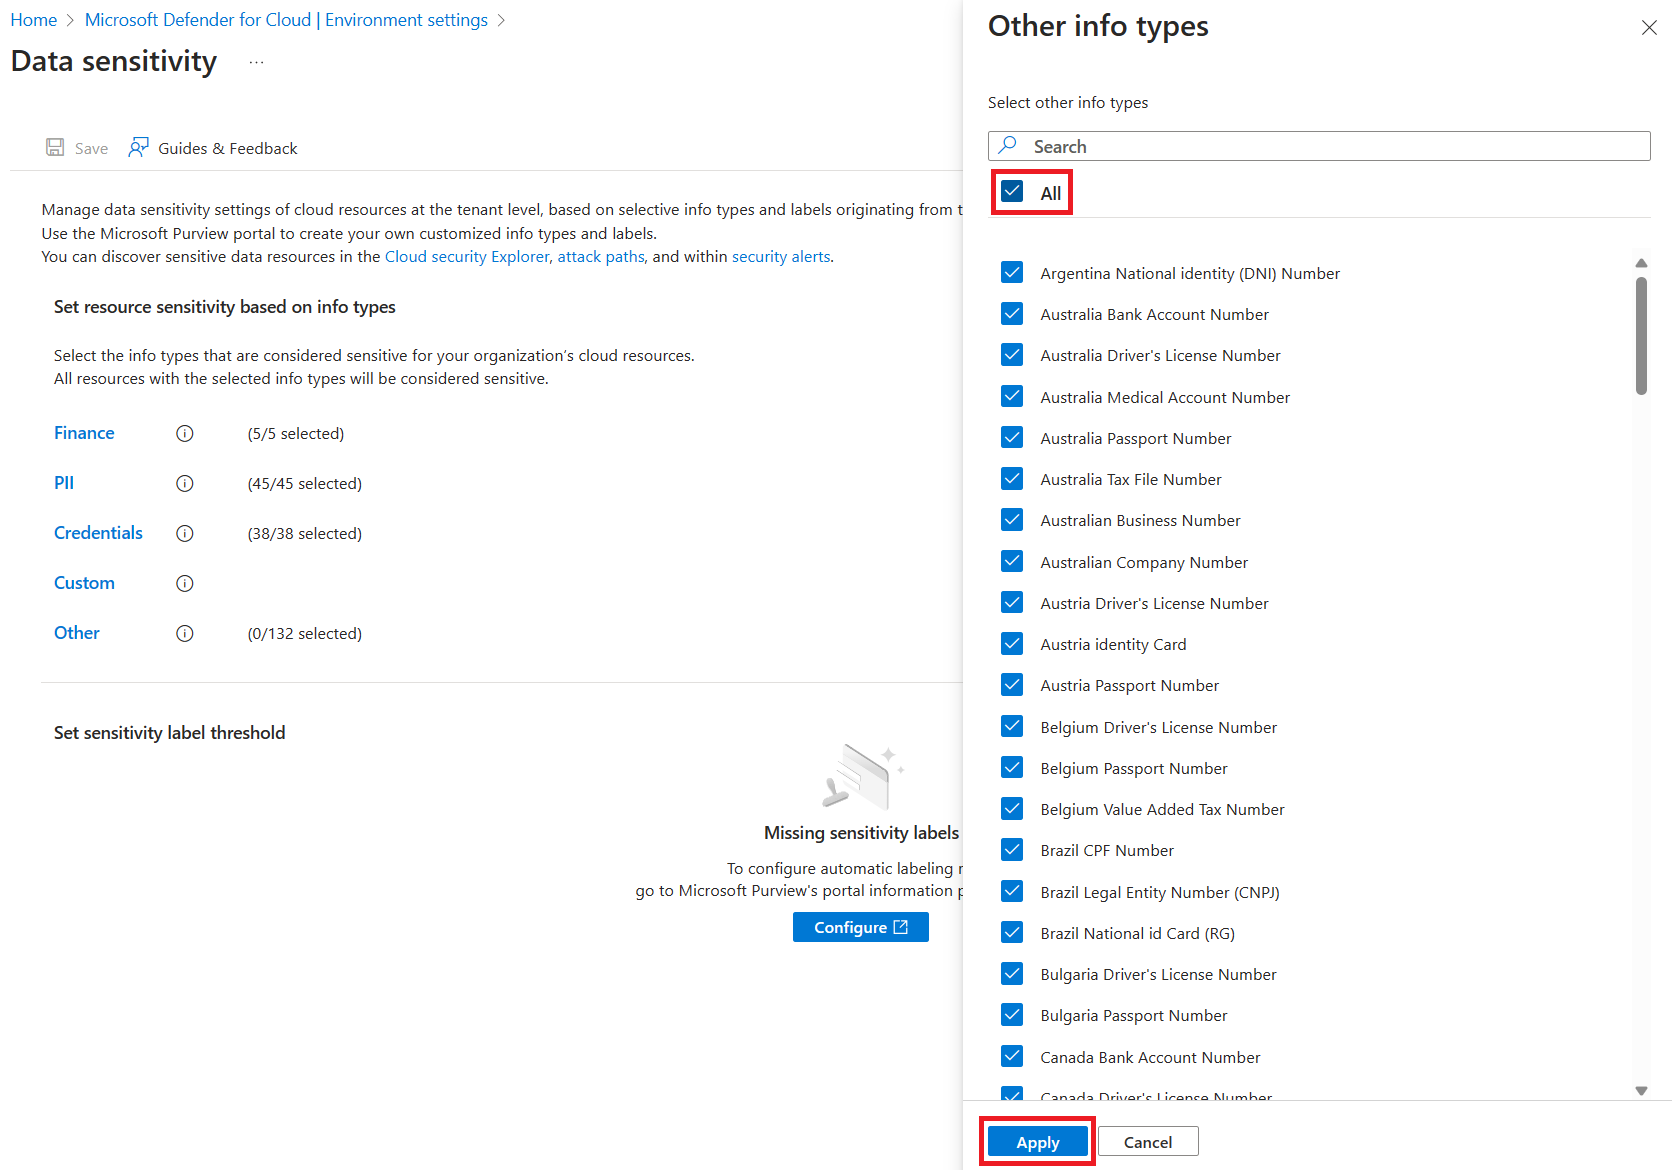 Home > Microsoft Defender for Cloud | Environment settings >
Data sensitivity ...
Save Guides & Feedback
Manage data sensitivity settings of cloud resources at the tenant level, based on selective info types and labels originating from t
Use the Microsoft Purview portal to create your own customized info types and labels.
You can discover sensitive data resources in the Cloud security Explorer, attack paths, and within security alerts.
Set resource sensitivity based on info types
Select the info types that are considered sensitive for your organization's cloud resources.
All resources with the selected info types will be considered sensitive.
Finance (5/5 selected)
PII (45/45 selected)
Credentials (38/38 selected)
Custom
Other (0/132 selected)
Set sensitivity label threshold
Missing sensitivity labels
To configure automatic labeling r
go to Microsoft Purview's portal information p
Configure
Other info types
Select other info types
Search
All
Argentina National identity (DNI) Number
Australia Bank Account Number
Australia Driver's License Number
Australia Medical Account Number
Australia Passport Number
Australia Tax File Number
Australian Business Number
Australian Company Number
Austria Driver's License Number
Austria identity Card
Austria Passport Number
Belgium Driver's License Number
Belgium Passport Number
Belgium Value Added Tax Number
Brazil CPF Number
Brazil Legal Entity Number (CNPJ)
Brazil National id Card (RG)
Bulgaria Driver's License Number
Bulgaria Passport Number
Canada Bank Account Number
Canada Driver's License Number
Apply Cancel